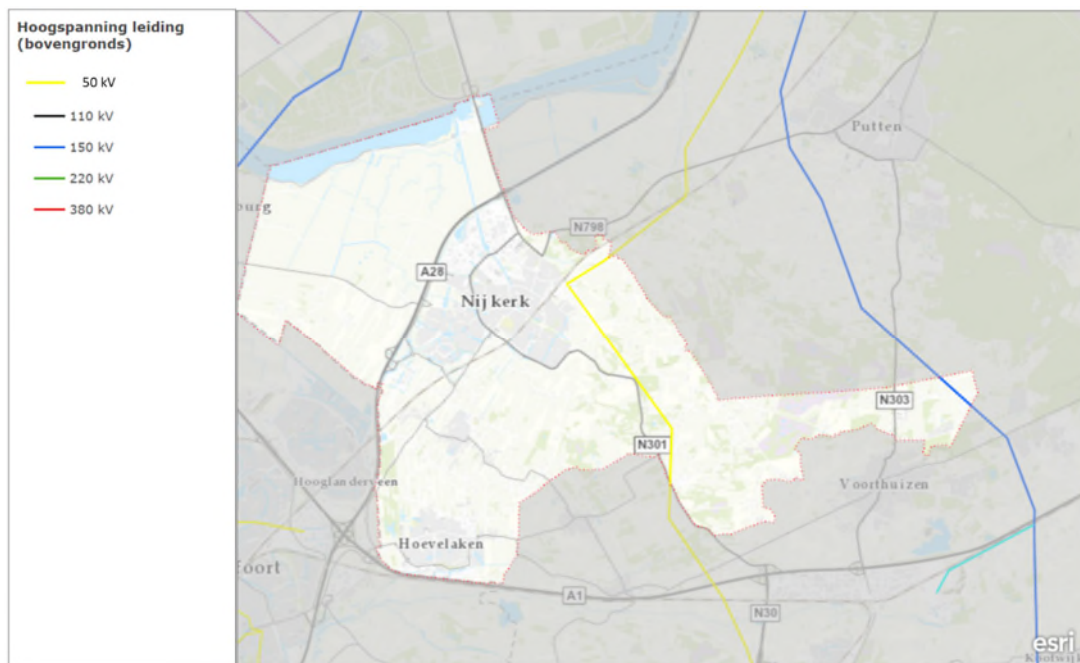 Hoogspanning leiding
(bovengronds)
50 kV
110 kV
150 kV
220 kV
380 kV
Putten
burg
N798
A28
Nijkerk
N303
N301
Hooglanderveen
Voorthuizen
Hoevelaken
foort
A1
N30
esri